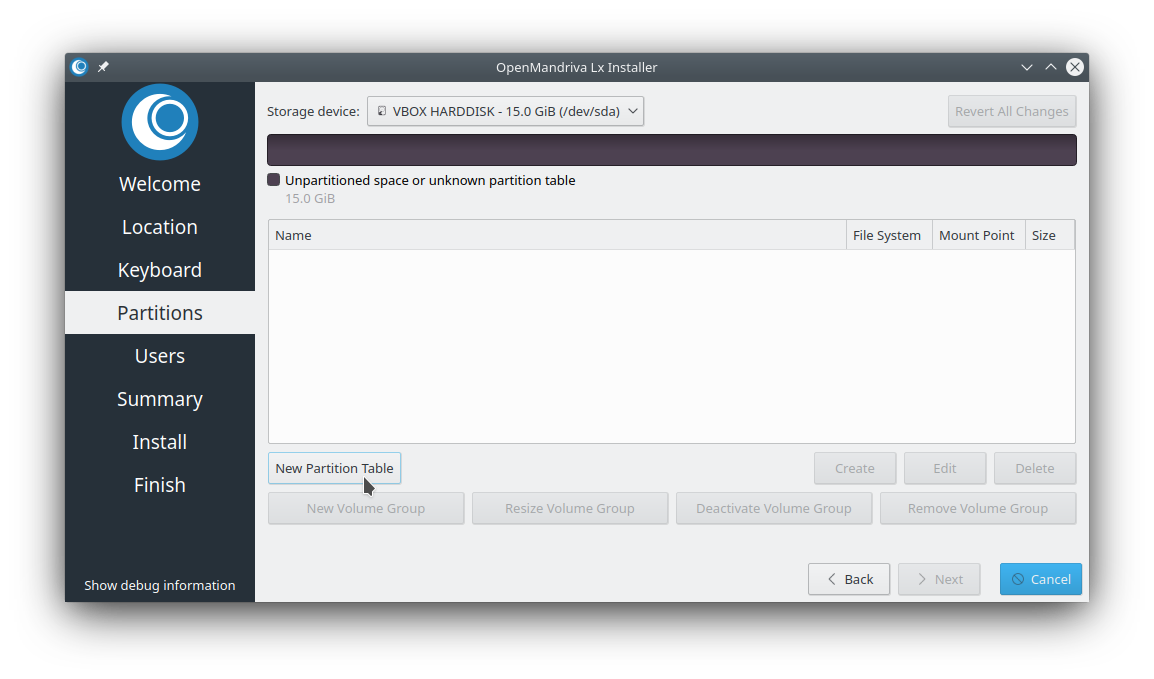 OpenMandriva Lx Installer
Welcome
Location
Keyboard
Partitions
Users
Summary
Install
Finish
Show debug information
Storage device: VBOX HARDDISK - 15.0 GiB (/dev/sda) Revert All Changes
Unpartitioned space or unknown partition table
15.0 GiB
Name File System Mount Point Size
New Partition Table Create Edit Delete
New Volume Group Resize Volume Group Deactivate Volume Group Remove Volume Group
Back Next Cancel